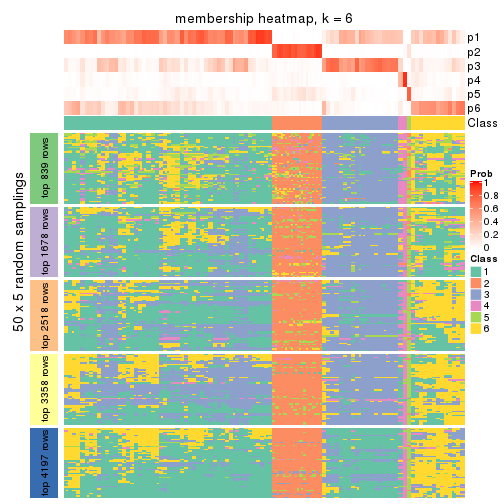 membership heatmap, k = 6
p1
p2
p3
p4
p5
p6
Class
50 x 5 random samplings
top 839 rows
top 1678 rows
top 2518 rows
top 3358 rows
top 4197 rows
Prob
1
0.8
0.6
0.4
0.2
0
Class
1
2
3
4
5
6